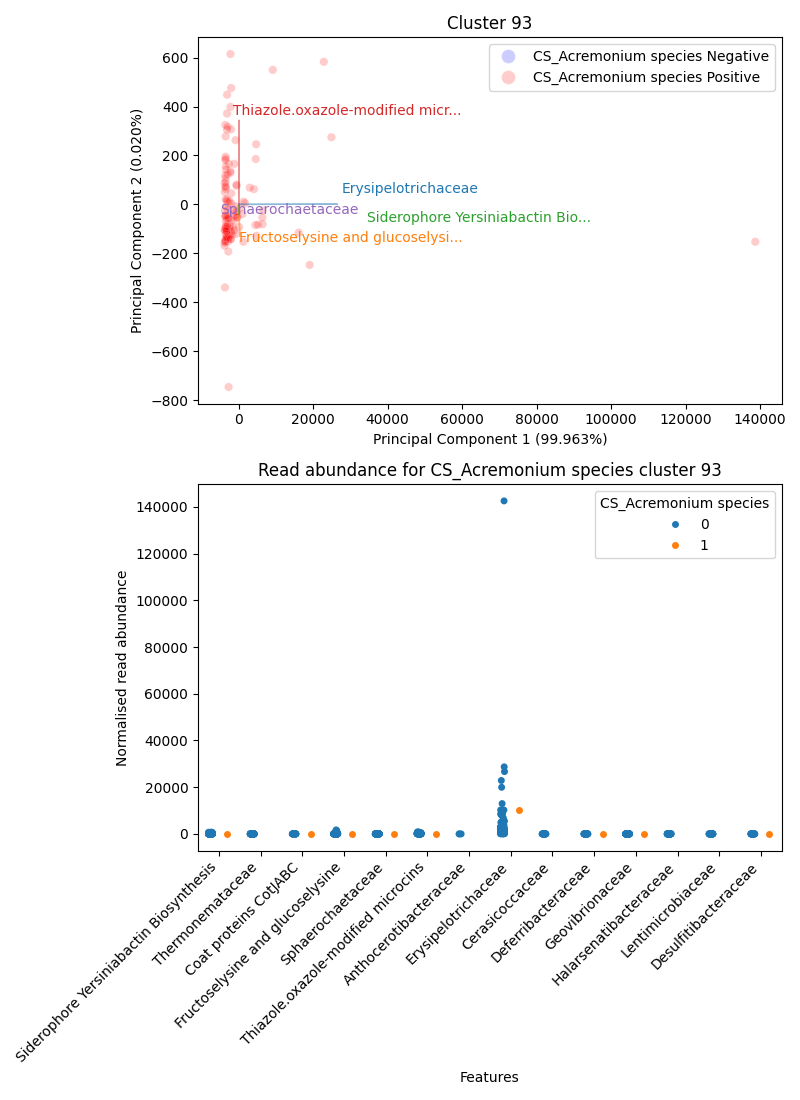 Cluster 93
CS_Acremonium species Negative
CS_Acremonium species Positive
600
400
200
0
−200
−400
−600
−800
Principal Component 2 (0.020%)
Thiazole.oxazole-modified micr...
Erysipelotrichaceae
Sphaerochaetaceae
Siderophore Yersiniabactin Bio...
Fructoselysine and glucoselysi...
0 20000 40000 60000 80000 100000 120000 140000
Principal Component 1 (99.963%)
Read abundance for CS_Acremonium species cluster 93
CS_Acremonium species
0
1
140000
120000
100000
80000
60000
40000
20000
0
Normalised read abundance
Siderophore Yersiniabactin Biosynthesis
Thermonemataceae
Coat proteins CotJABC
Fructoselysine and glucoselysine
Sphaerochaetaceae
Thiazole.oxazole-modified microcins
Anthocerotibacteraceae
Erysipelotrichaceae
Cerasicoccaceae
Deferribacteraceae
Geovibrionaceae
Halarsenatibacteraceae
Lentimicrobiaceae
Desulfitibacteraceae
Features